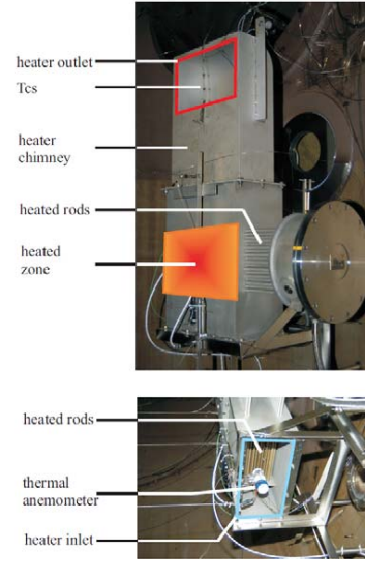 heater outlet
Tcs
heater
chimney
heated rods
heated
zone
heated rods
thermal
anemometer
heater inlet